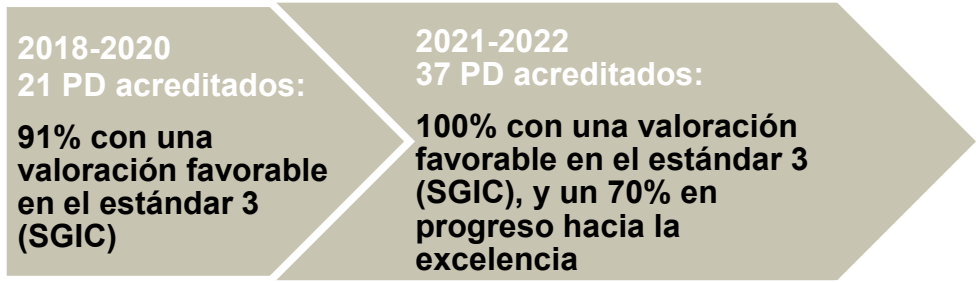 2018-2020
21 PD acreditados:
91% con una
valoración favorable
en el estándar 3
(SGIC)
2021-2022
37 PD acreditados:
100% con una valoración
favorable en el estándar 3
(SGIC), y un 70% en
progreso hacia la
excelencia